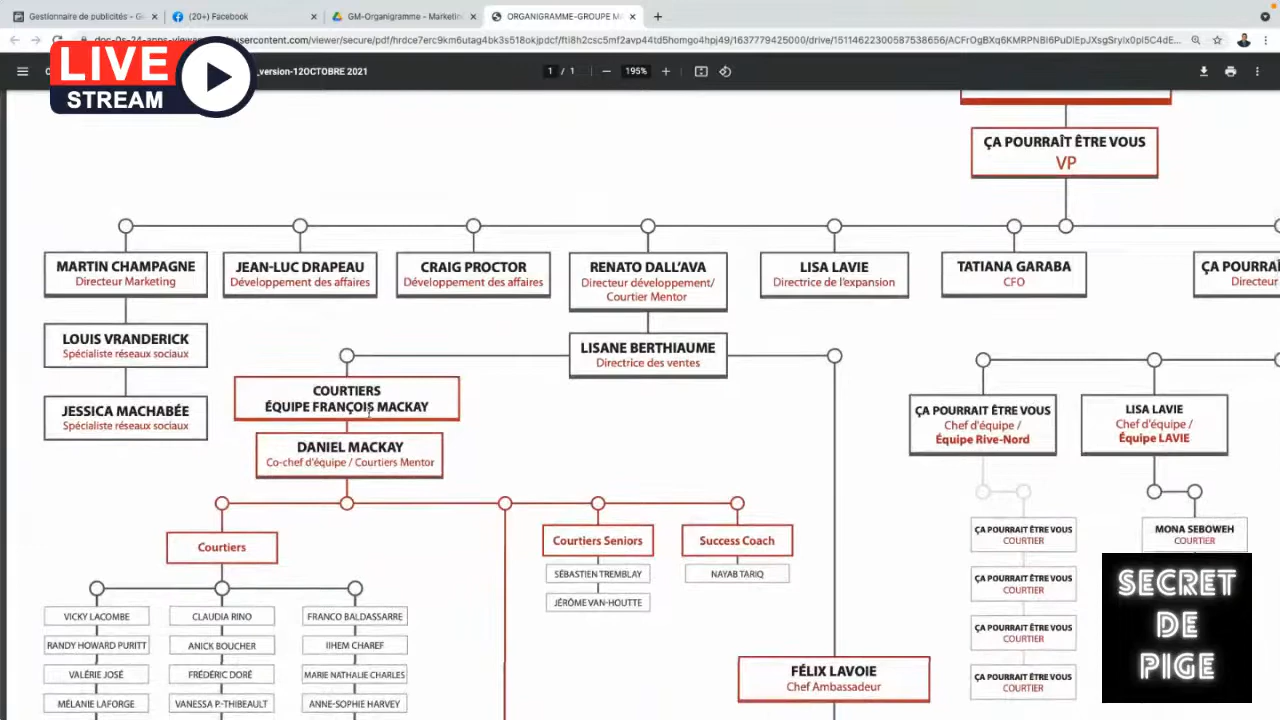 Gestionnaire de publicités - G
(20+) Facebook
GM-Organigramme - Marketin
ORGANIGRAMME-GROUPE MA
LIVE
STREAM
_version-12OCTOBRE 2021
1 / 1
195%
ÇA POURRAÎT ÊTRE VOUS
VP
MARTIN CHAMPAGNE
Directeur Marketing
JEAN-LUC DRAPEAU
Développement des affaires
CRAIG PROCTOR
Développement des affaires
RENATO DALL'AVA
Directeur développement/
Courtier Mentor
LISA LAVIE
Directrice de l'expansion
TATIANA GARABA
CFO
ÇA POURRAÎ
Directeur
LOUIS VRANDERICK
Spécialiste réseaux sociaux
LISANE BERTHIAUME
Directrice des ventes
JESSICA MACHABÉE
Spécialiste réseaux sociaux
COURTIERS
ÉQUIPE FRANÇOIS MACKAY
DANIEL MACKAY
Co-chef d'équipe / Courtiers Mentor
ÇA POURRAIT ÊTRE VOUS
Chef d'équipe /
Équipe Rive-Nord
LISA LAVIE
Chef d'équipe /
Équipe LAVIE
Courtiers
Courtiers Seniors
Success Coach
SÉBASTIEN TREMBLAY
NAYAB TARIQ
JÉRÔME VAN-HOUTTE
ÇA POURRAIT ÊTRE VOUS
COURTIER
MONA SEBOWEH
COURTIER
ÇA POURRAIT ÊTRE VOUS
COURTIER
ÇA POURRAIT ÊTRE VOUS
COURTIER
ÇA POURRAIT ÊTRE VOUS
COURTIER
VICKY LACOMBE
CLAUDIA RINO
FRANCO BALDASSARRE
RANDY HOWARD PURITT
ANICK BOUCHER
IIHEM CHAREF
VALÉRIE JOSÉ
FRÉDÉRIC DORÉ
MARIE NATHALIE CHARLES
MÉLANIE LAFORGE
VANESSA P.-THIBEAULT
ANNE-SOPHIE HARVEY
FÉLIX LAVOIE
Chef Ambassadeur
SECRET
DE
PIGE